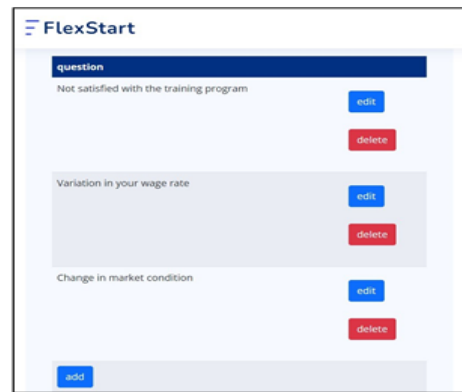 FlexStart
question
Not satisfied with the training program
edit
delete
Variation in your wage rate
edit
delete
Change in market condition
edit
delete
add